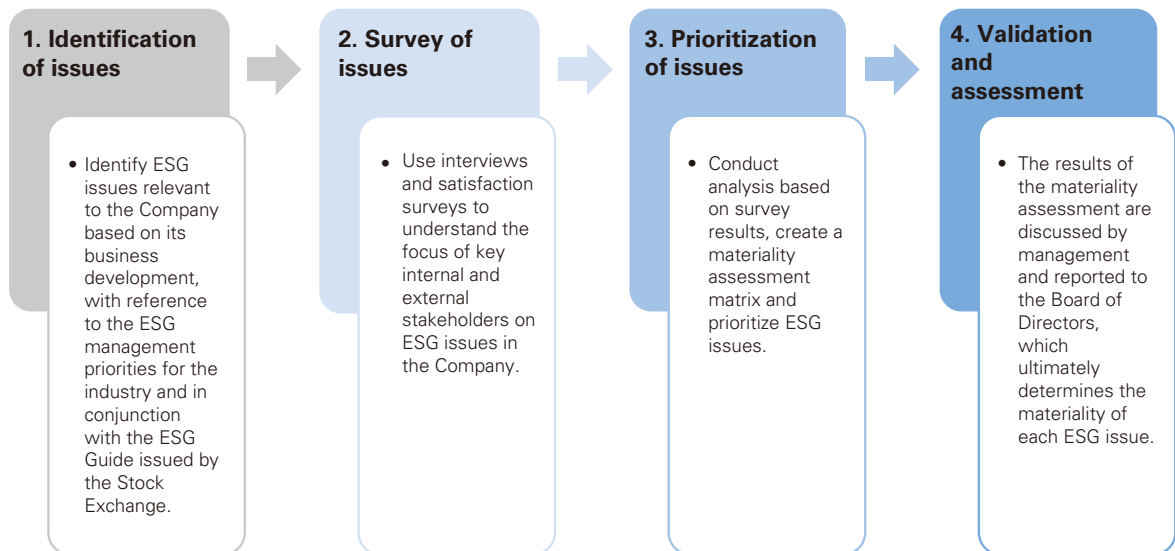 1. Identification
of issues
• Identify ESG
issues relevant
to the Company
based on its
business
development,
with reference
to the ESG
management
priorities for the
industry and in
conjunction
with the ESG
Guide issued by
the Stock
Exchange.
2. Survey of
issues
• Use interviews
and satisfaction
surveys to
understand the
focus of key
internal and
external
stakeholders on
ESG issues in
the Company.
3. Prioritization
of issues
• Conduct
analysis based
on survey
results, create a
materiality
assessment
matrix and
prioritize ESG
issues.
4. Validation
and
assessment
• The results of
the materiality
assessment are
discussed by
management
and reported to
the Board of
Directors,
which
ultimately
determines the
materiality of
each ESG issue.